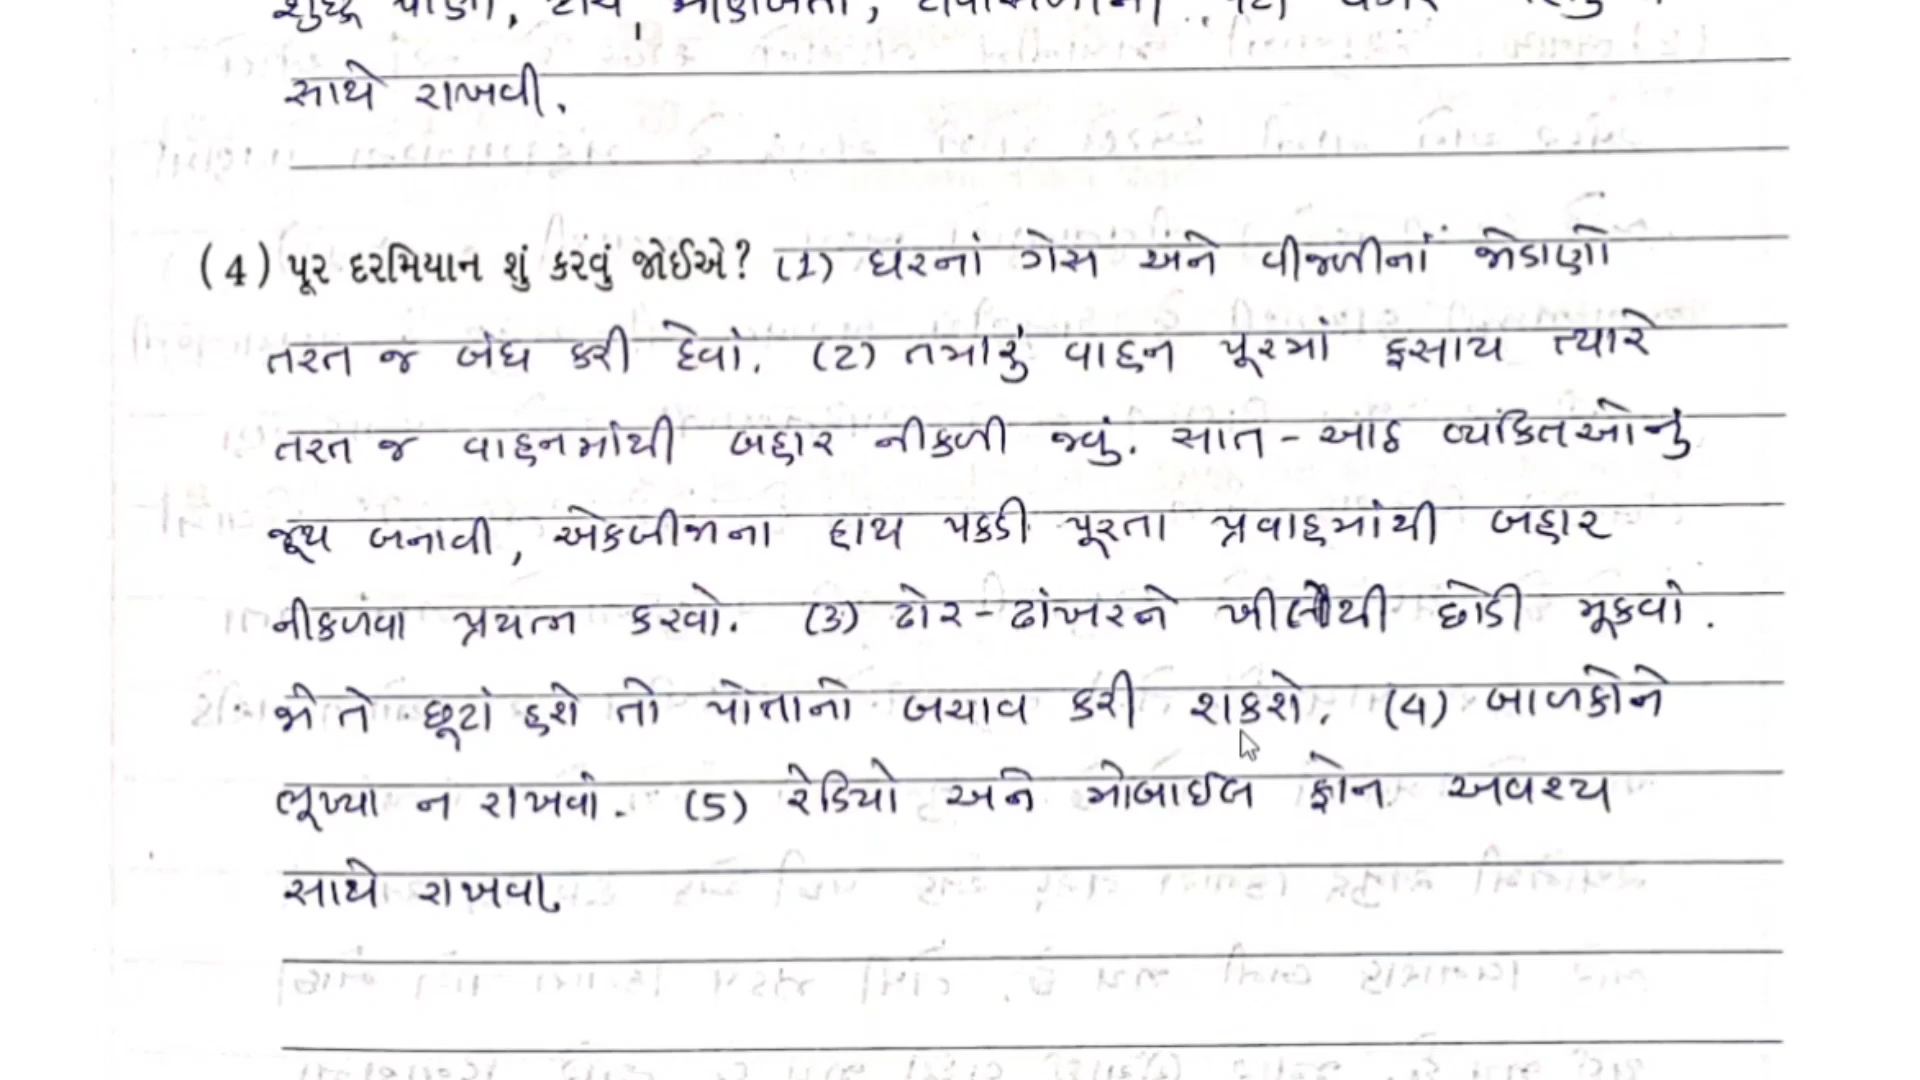 શુદ્ધ પાણી, ટોર્ચ, મીણબત્તી,
સાથે રાખવી.
(4) પૂર દરમિયાન શું કરવું જોઈએ? (1) ઘરનાં ગેસ અને વીજળીનાં જોડાણો
તરત જ બંધ કરી દેવાં. (2) તમારું વાહન પૂરમાં ફસાય ત્યારે
તરત જ વાહનમાંથી બહાર નીકળી જવું. સાત - આઠ વ્યક્તિઓનું
જૂથ બનાવી, એકબીજાના હાથ પકડી પૂરતા પ્રવાહમાંથી બહાર
નીકળવા પ્રયત્ન કરવો. (3) ઢોર - ઢાંખરને ખીલેથી છોડી મૂકવાં.
જો તે છૂટાં હશે તો પોતાનો બચાવ કરી શકશે. (4) બાળકોને
ભૂખ્યા ન રાખવાં. (5) રેડિયો અને મોબાઈલ ફોન અવશ્ય
સાથે રાખવા.